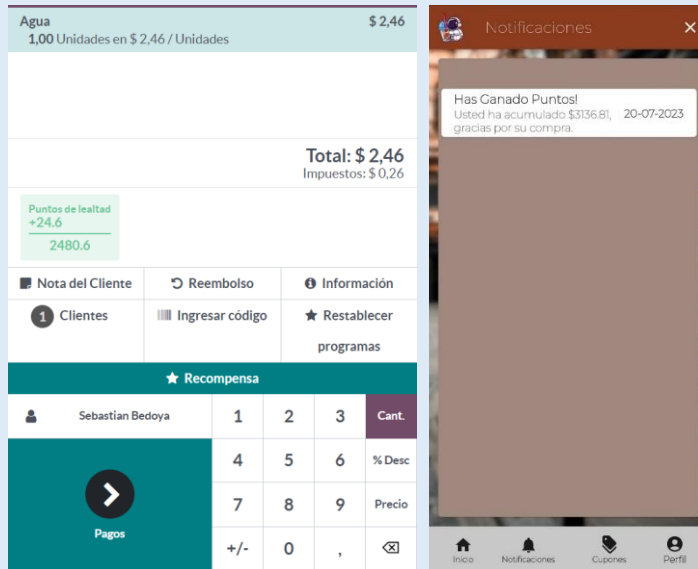 Agua $ 2,46
1,00 Unidades en $ 2,46 / Unidades
Total: $ 2,46
Impuestos: $ 0,26
Puntos de lealtad
+24.6
2480.6
Nota del Cliente Reembolso Información
1 Clientes Ingresar código Restablecer
programas
Recompensa
Sebastian Bedoya 1 2 3 Cant.
4 5 6 % Desc
7 8 9 Precio
Pagos
+/- 0 ,
Notificaciones ×
Has Ganado Puntos!
Usted ha acumulado $3136.81, 20-07-2023
gracias por su compra.
Inicio Notificaciones Cupones Perfil